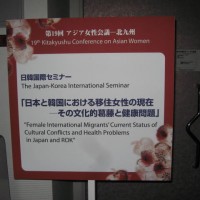 第19回 アジア女性会議－北九州
19th Kitakyushu Conference on Asian Women
日韓国際セミナー
The Japan-Korea International Seminar
「日本と韓国における移住女性の現在
―その文化的葛藤と健康問題」
"Female International Migrants' Current Status of
Cultural Conflicts and Health Problems
in Japan and ROK"